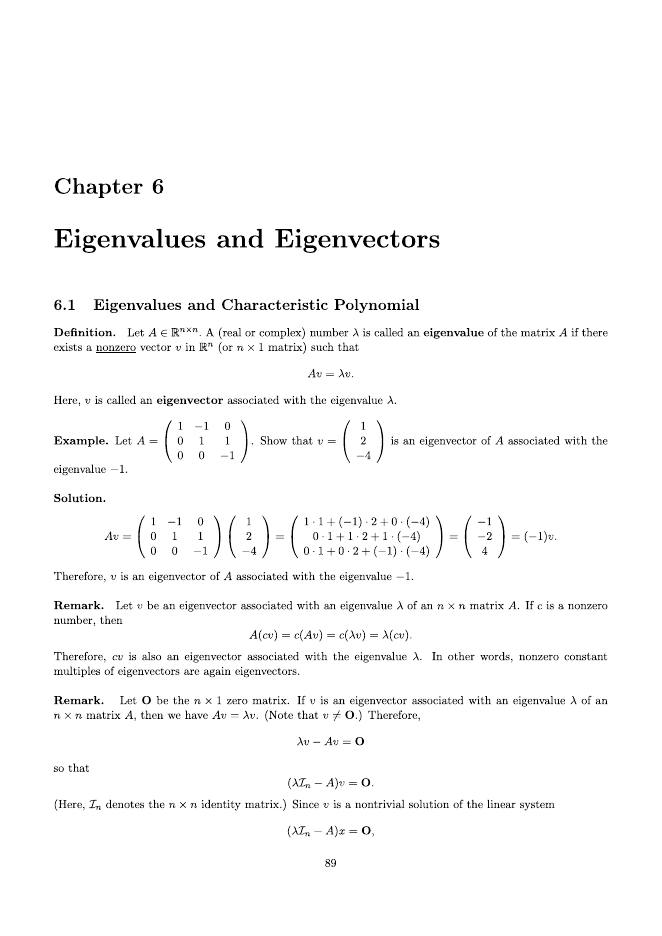 Chapter 6
Eigenvalues and Eigenvectors
6.1 Eigenvalues and Characteristic Polynomial
Definition. Let A ∈ ℝⁿˣⁿ. A (real or complex) number λ is called an eigenvalue of the matrix A if there
exists a nonzero vector v in ℝⁿ (or n × 1 matrix) such that
Av = λv.
Here, v is called an eigenvector associated with the eigenvalue λ.
Example. Let A = ( 1 −1 0 ; 0 1 1 ; 0 0 −1 ). Show that v = ( 1 ; 2 ; −4 ) is an eigenvector of A associated with the
eigenvalue −1.
Solution.
Av = ( 1 −1 0 ; 0 1 1 ; 0 0 −1 ) ( 1 ; 2 ; −4 ) = ( 1 · 1 + (−1) · 2 + 0 · (−4) ; 0 · 1 + 1 · 2 + 1 · (−4) ; 0 · 1 + 0 · 2 + (−1) · (−4) ) = ( −1 ; −2 ; 4 ) = (−1)v.
Therefore, v is an eigenvector of A associated with the eigenvalue −1.
Remark. Let v be an eigenvector associated with an eigenvalue λ of an n × n matrix A. If c is a nonzero
number, then
A(cv) = c(Av) = c(λv) = λ(cv).
Therefore, cv is also an eigenvector associated with the eigenvalue λ. In other words, nonzero constant
multiples of eigenvectors are again eigenvectors.
Remark. Let O be the n × 1 zero matrix. If v is an eigenvector associated with an eigenvalue λ of an
n × n matrix A, then we have Av = λv. (Note that v ≠ O.) Therefore,
λv − Av = O
so that
(λℐₙ − A)v = O.
(Here, ℐₙ denotes the n × n identity matrix.) Since v is a nontrivial solution of the linear system
(λℐₙ − A)x = O,
89